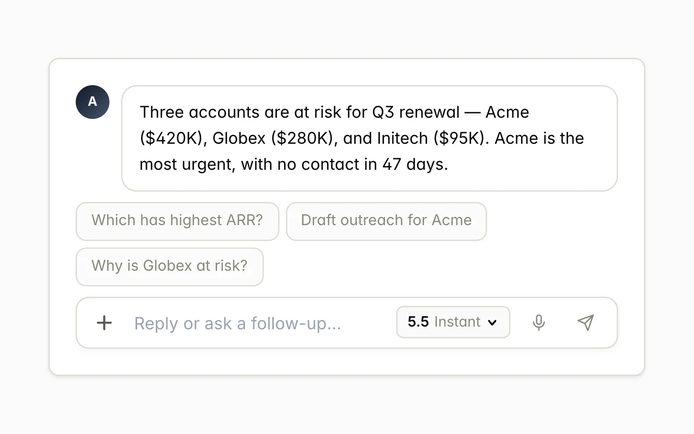 A
Three accounts are at risk for Q3 renewal — Acme
($420K), Globex ($280K), and Initech ($95K). Acme is the
most urgent, with no contact in 47 days.
Which has highest ARR?
Draft outreach for Acme
Why is Globex at risk?
Reply or ask a follow-up...
5.5 Instant